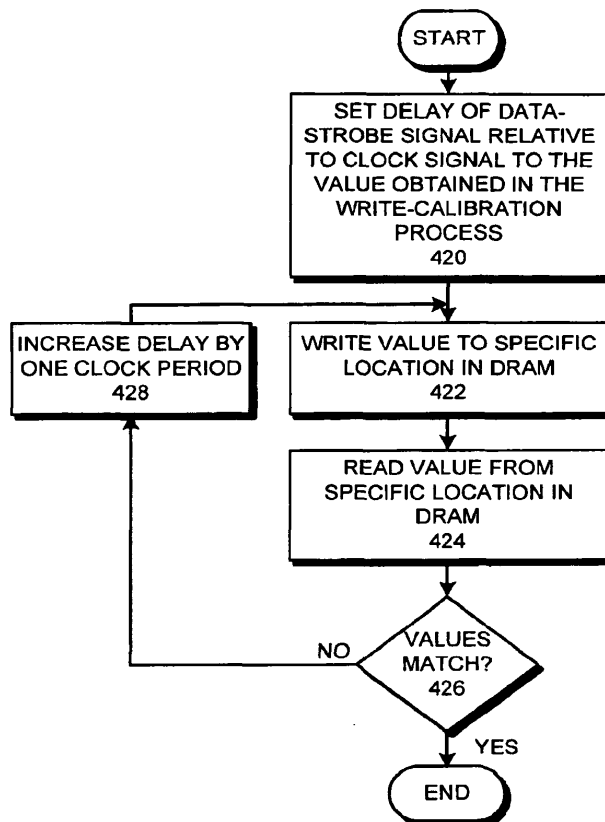 START
SET DELAY OF DATA-
STROBE SIGNAL RELATIVE
TO CLOCK SIGNAL TO THE
VALUE OBTAINED IN THE
WRITE-CALIBRATION
PROCESS
420
INCREASE DELAY BY
ONE CLOCK PERIOD
428
WRITE VALUE TO SPECIFIC
LOCATION IN DRAM
422
READ VALUE FROM
SPECIFIC LOCATION IN
DRAM
424
NO
VALUES
MATCH?
426
YES
END